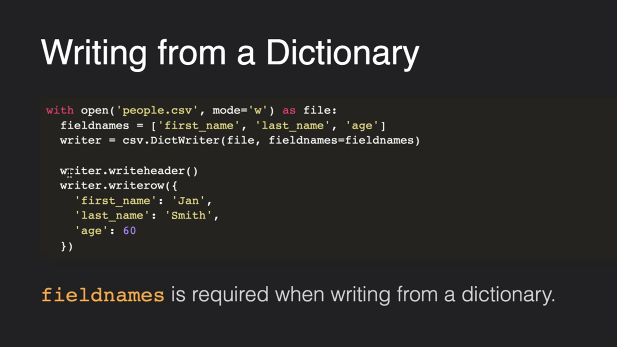 Writing from a Dictionary
with open('people.csv', mode='w') as file:
fieldnames = ['first_name', 'last_name', 'age']
writer = csv.DictWriter(file, fieldnames=fieldnames)
writer.writeheader()
writer.writerow({
'first_name': 'Jan',
'last_name': 'Smith',
'age': 60
})
fieldnames is required when writing from a dictionary.